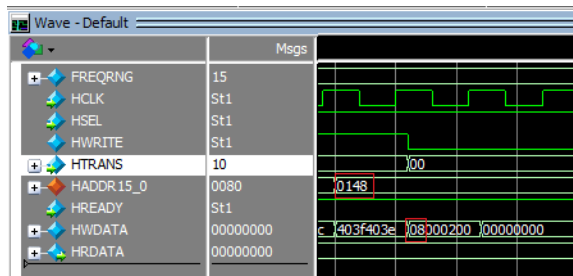 Wave - Default
Msgs
FREQRNG 15
HCLK St1
HSEL St1
HWRITE St1
HTRANS 10 00
HADDR15_0 0080 0148
HREADY St1
HWDATA 00000000 c 403f403e 08000200 00000000
HRDATA 00000000